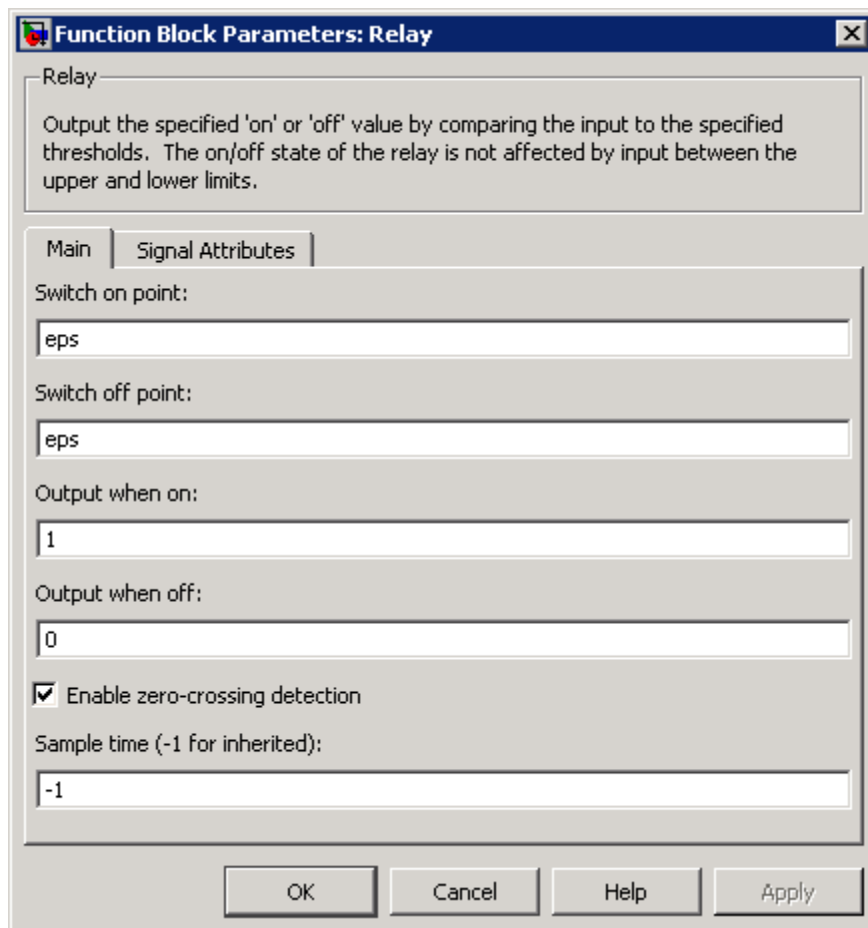 Function Block Parameters: Relay
Relay
Output the specified 'on' or 'off' value by comparing the input to the specified
thresholds.  The on/off state of the relay is not affected by input between the
upper and lower limits.
Main
Signal Attributes
Switch on point:
eps
Switch off point:
eps
Output when on:
1
Output when off:
0
Enable zero-crossing detection
Sample time (-1 for inherited):
-1
OK
Cancel
Help
Apply